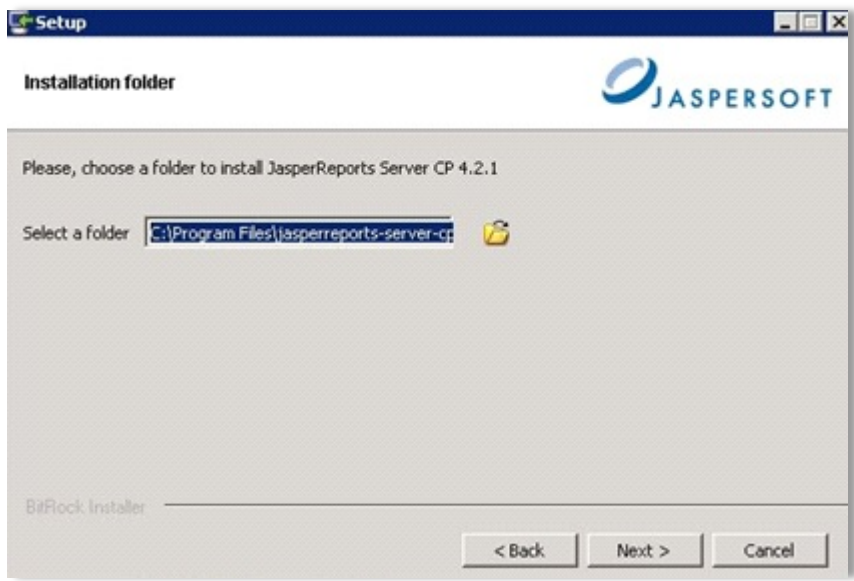 Setup
Installation folder
JASPERSOFT
Please, choose a folder to install JasperReports Server CP 4.2.1
Select a folder C:\Program Files\jasperreports-server-cp
BitRock Installer
< Back Next > Cancel